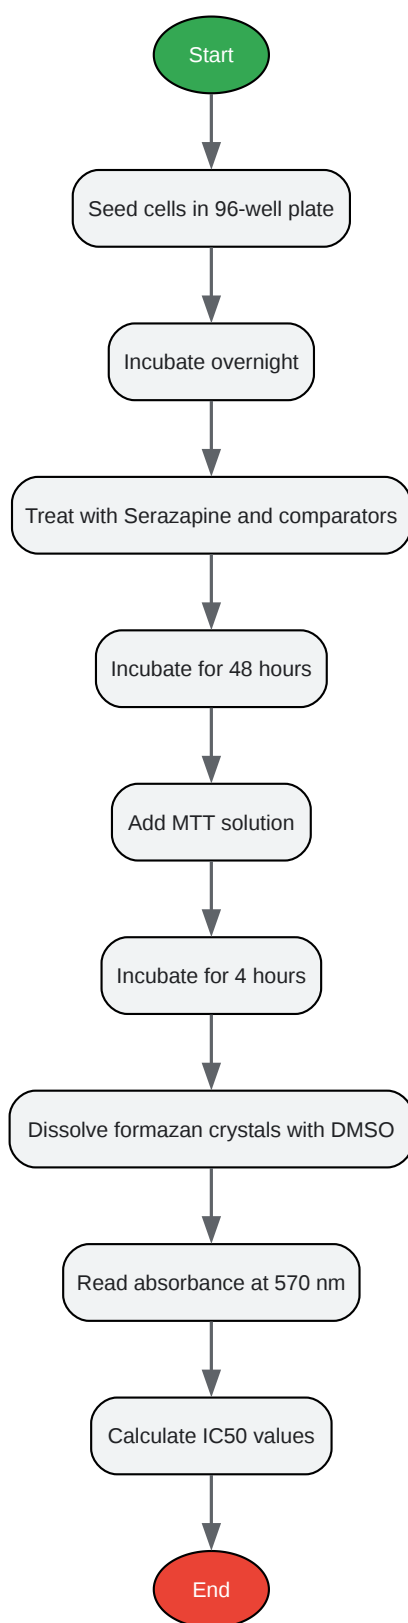 Start
Seed cells in 96-well plate
Incubate overnight
Treat with Serazapine and comparators
Incubate for 48 hours
Add MTT solution
Incubate for 4 hours
Dissolve formazan crystals with DMSO
Read absorbance at 570 nm
Calculate IC50 values
End